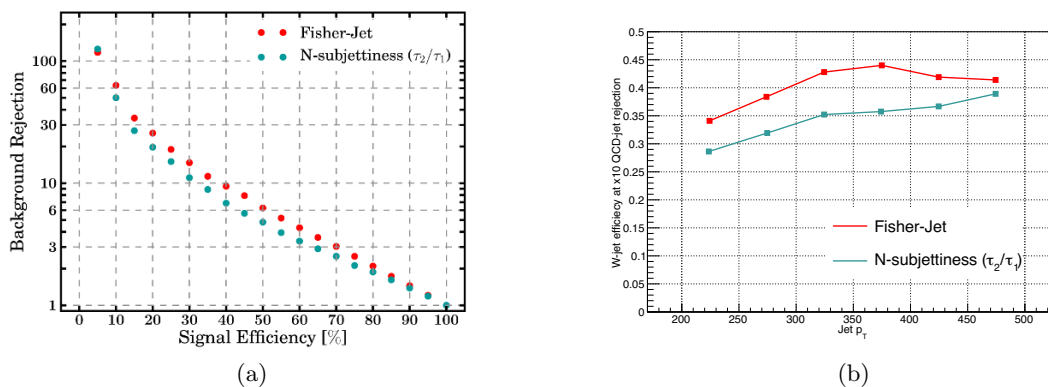 Background Rejection
100
60
30
10
6
3
1
Fisher-Jet
N-subjettiness (τ₂/τ₁)
0 10 20 30 40 50 60 70 80 90 100
Signal Efficiency [%]
(a)
W-jet efficiecy at x10 QCD-jet rejection
0.5
0.45
0.4
0.35
0.3
0.25
0.2
0.15
0.1
0.05
0
Fisher-Jet
N-subjettiness (τ₂/τ₁)
200 250 300 350 400 450 500
Jet p_T
(b)